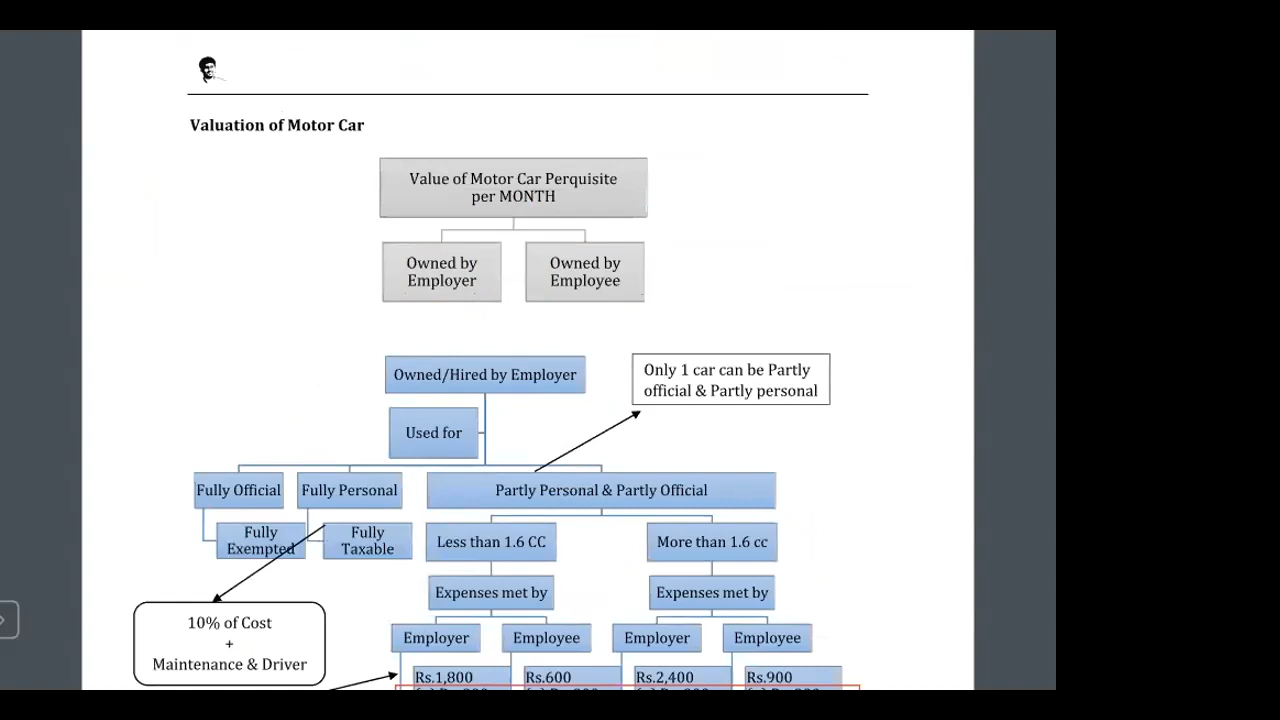 Valuation of Motor Car
Value of Motor Car Perquisite
per MONTH
Owned by
Employer
Owned by
Employee
Owned/Hired by Employer
Only 1 car can be Partly
official & Partly personal
Used for
Fully Official
Fully Personal
Partly Personal & Partly Official
Fully
Exempted
Fully
Taxable
Less than 1.6 CC
More than 1.6 cc
Expenses met by
Expenses met by
10% of Cost
+
Maintenance & Driver
Employer
Employee
Employer
Employee
Rs.1,800
Rs.600
Rs.2,400
Rs.900